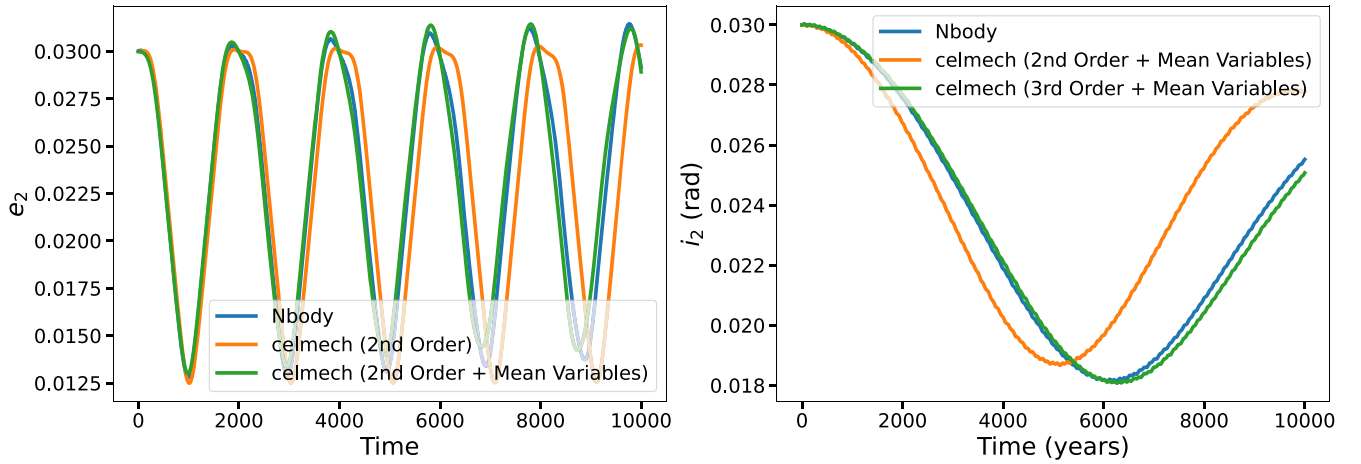 0.0300
0.0275
0.0250
0.0225
0.0200
0.0175
0.0150
0.0125
e₂
Nbody
celmech (2nd Order)
celmech (2nd Order + Mean Variables)
0 2000 4000 6000 8000 10000
Time
0.030
0.028
0.026
0.024
0.022
0.020
0.018
i₂ (rad)
Nbody
celmech (2nd Order + Mean Variables)
celmech (3rd Order + Mean Variables)
0 2000 4000 6000 8000 10000
Time (years)